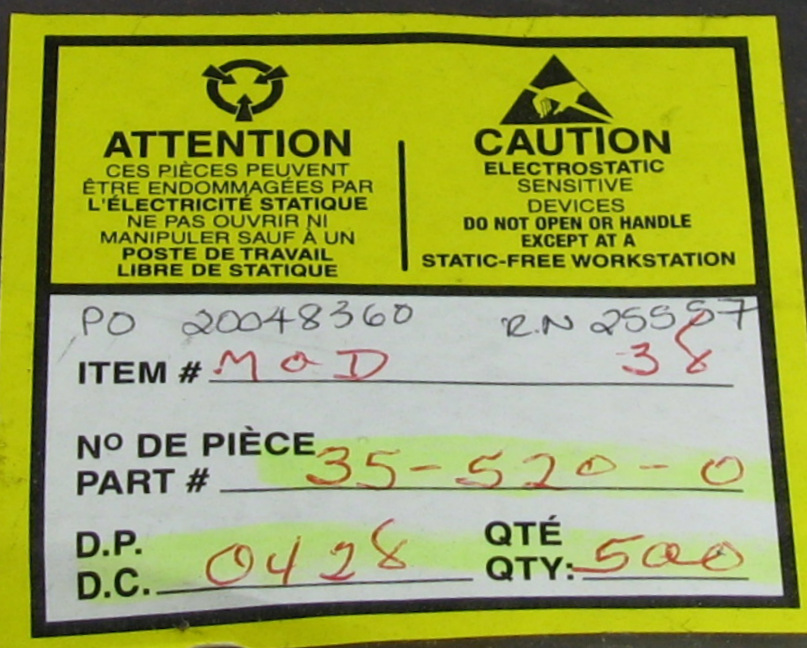 ATTENTION
CES PIÈCES PEUVENT
ÊTRE ENDOMMAGÉES PAR
L'ÉLECTRICITÉ STATIQUE
NE PAS OUVRIR NI
MANIPULER SAUF À UN
POSTE DE TRAVAIL
LIBRE DE STATIQUE
CAUTION
ELECTROSTATIC
SENSITIVE
DEVICES
DO NOT OPEN OR HANDLE
EXCEPT AT A
STATIC-FREE WORKSTATION
PO 20048360 R.N 25557
ITEM # MOD 38
Nº DE PIÈCE
PART # 35-520-0
D.P. QTÉ
D.C. 0428 QTY: 500